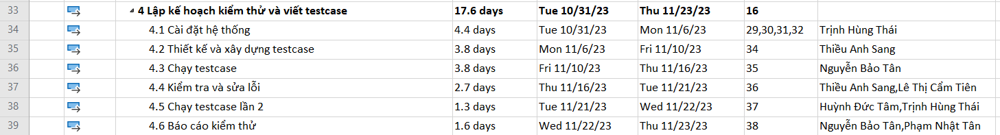 33 4 Lập kế hoạch kiểm thử và viết testcase 17.6 days Tue 10/31/23 Thu 11/23/23 16
34 4.1 Cài đặt hệ thống 4.4 days Tue 10/31/23 Mon 11/6/23 29,30,31,32 Trịnh Hùng Thái
35 4.2 Thiết kế và xây dựng testcase 3.8 days Mon 11/6/23 Fri 11/10/23 34 Thiều Anh Sang
36 4.3 Chạy testcase 3.8 days Fri 11/10/23 Thu 11/16/23 35 Nguyễn Bảo Tân
37 4.4 Kiểm tra và sửa lỗi 2.7 days Thu 11/16/23 Tue 11/21/23 36 Thiều Anh Sang,Lê Thị Cẩm Tiên
38 4.5 Chạy testcase lần 2 1.3 days Tue 11/21/23 Wed 11/22/23 37 Huỳnh Đức Tâm,Trịnh Hùng Thái
39 4.6 Báo cáo kiểm thử 1.6 days Wed 11/22/23 Thu 11/23/23 38 Nguyễn Bảo Tân,Phạm Nhật Tân